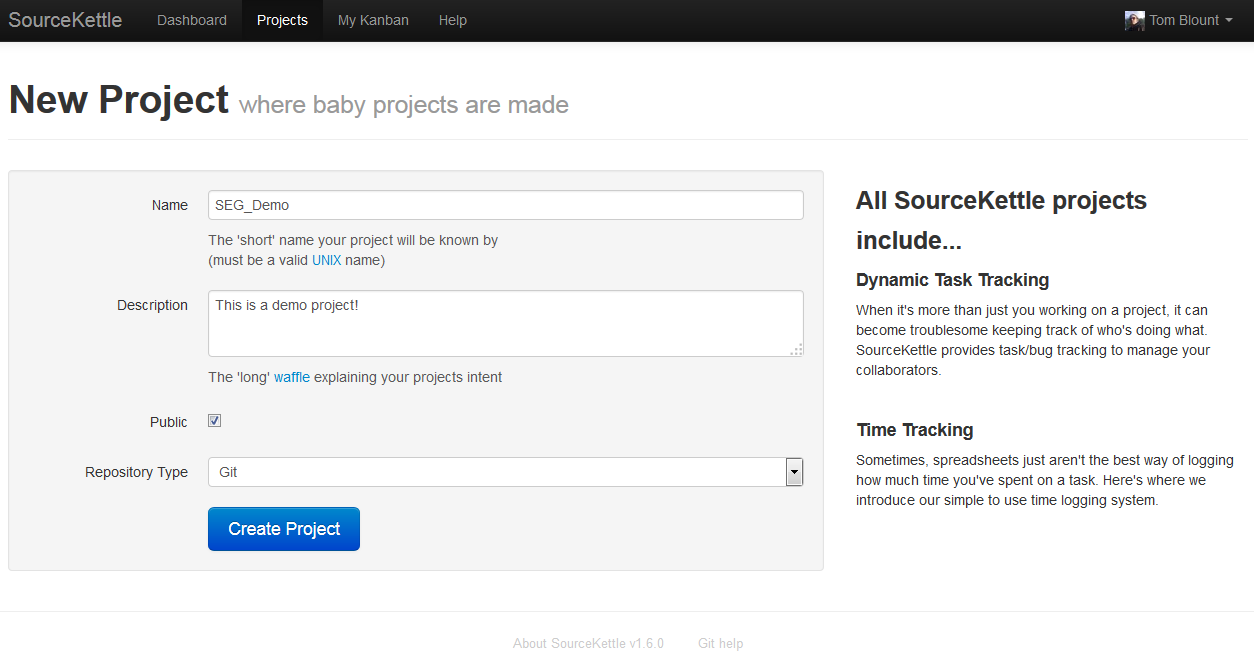 SourceKettle Dashboard Projects My Kanban Help Tom Blount
New Project where baby projects are made
Name SEG_Demo
The 'short' name your project will be known by
(must be a valid UNIX name)
Description This is a demo project!
The 'long' waffle explaining your projects intent
Public
Repository Type Git
Create Project
All SourceKettle projects
include...
Dynamic Task Tracking
When it's more than just you working on a project, it can
become troublesome keeping track of who's doing what.
SourceKettle provides task/bug tracking to manage your
collaborators.
Time Tracking
Sometimes, spreadsheets just aren't the best way of logging
how much time you've spent on a task. Here's where we
introduce our simple to use time logging system.
About SourceKettle v1.6.0 Git help